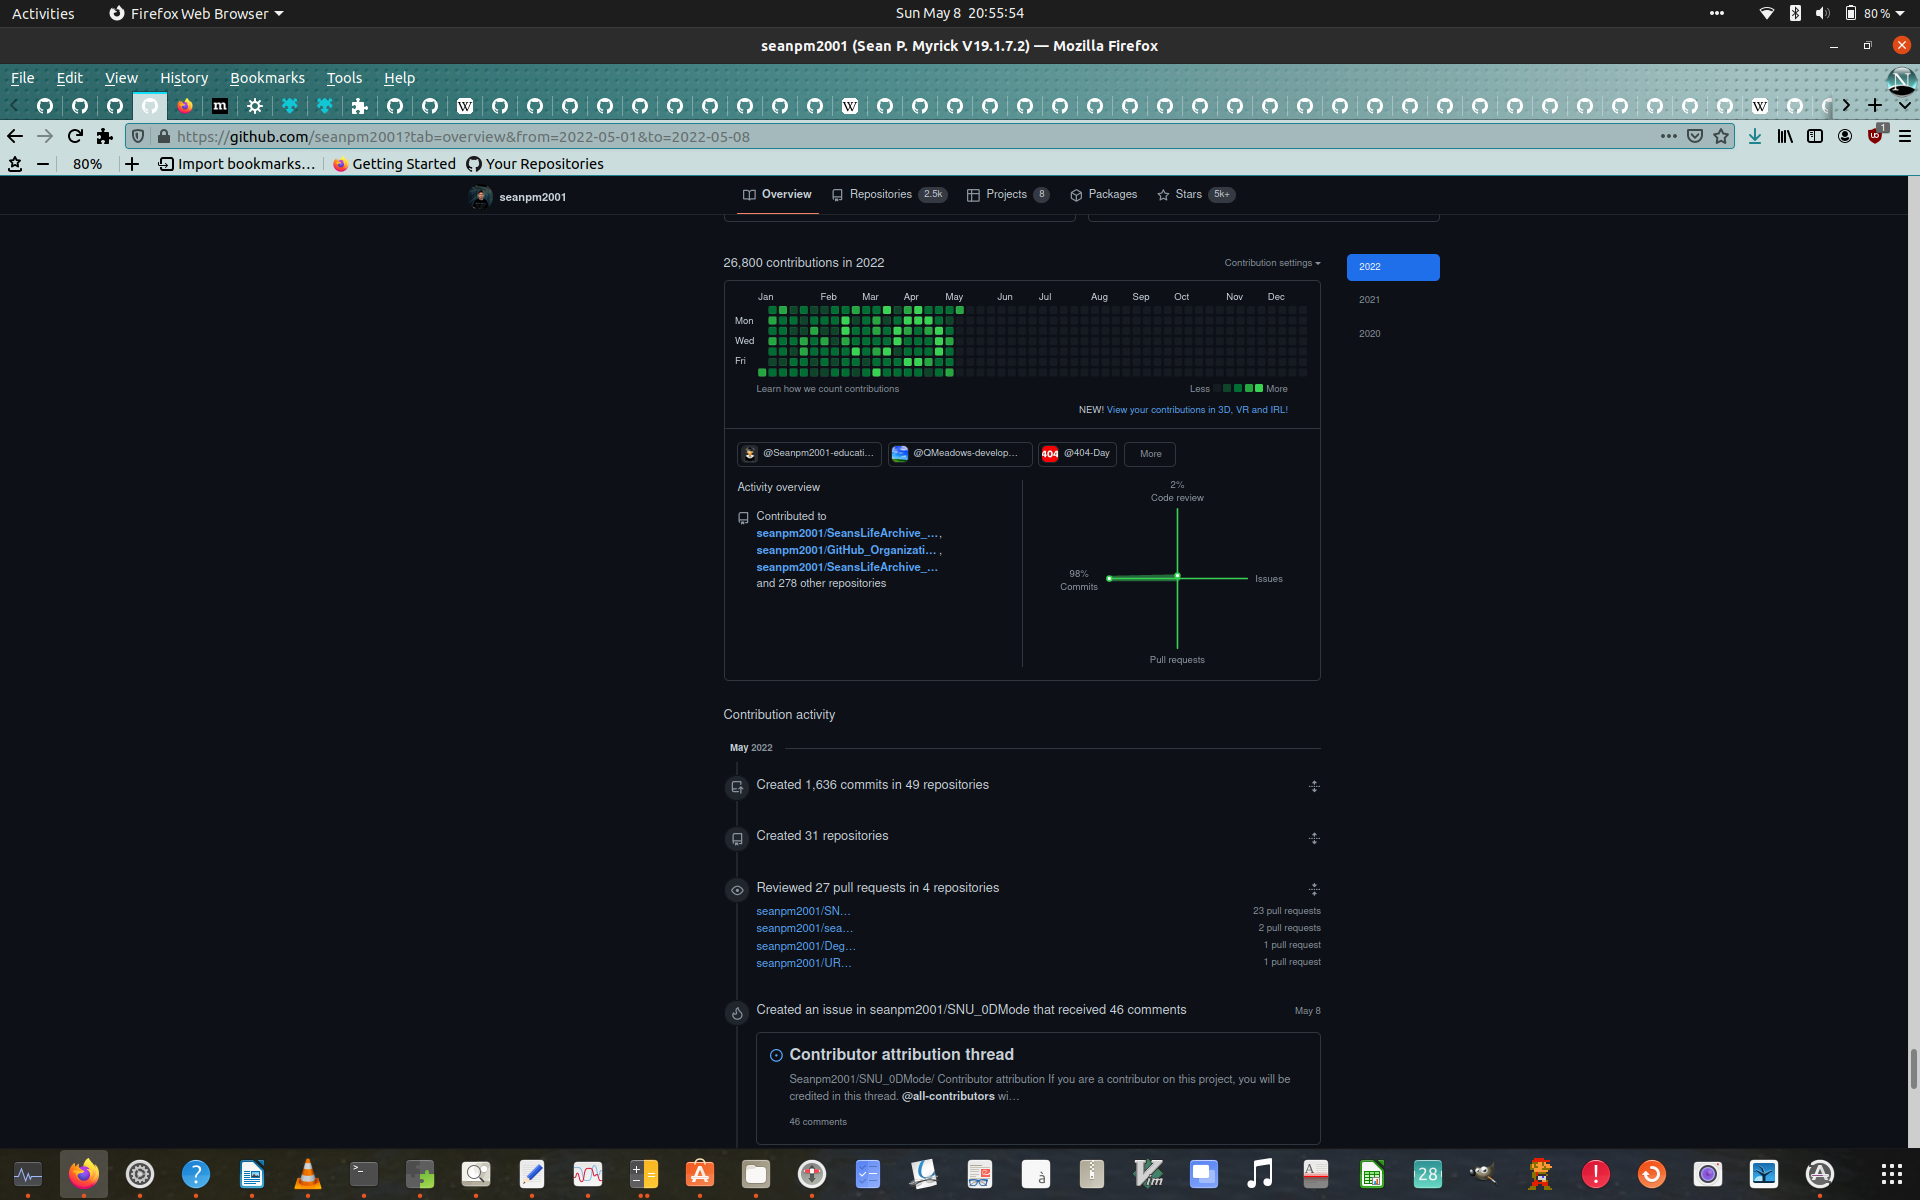 Activities
Firefox Web Browser
Sun May 8 20:55:54
80 %
seanpm2001 (Sean P. Myrick V19.1.7.2) — Mozilla Firefox
File Edit View History Bookmarks Tools Help
https://github.com/seanpm2001?tab=overview&from=2022-05-01&to=2022-05-08
1
80%
Import bookmarks…
Getting Started
Your Repositories
seanpm2001
Overview
Repositories 2.5k
Projects 8
Packages
Stars 5k+
26,800 contributions in 2022
Contribution settings
2022
2021
2020
Jan Feb Mar Apr May Jun Jul Aug Sep Oct Nov Dec
Mon
Wed
Fri
Learn how we count contributions
Less More
NEW! View your contributions in 3D, VR and IRL!
@Seanpm2001-educati…
@QMeadows-develop…
404 @404-Day
More
Activity overview
Contributed to
seanpm2001/SeansLifeArchive_…,
seanpm2001/GitHub_Organizati… ,
seanpm2001/SeansLifeArchive_…
and 278 other repositories
2%
Code review
98%
Commits
Issues
Pull requests
Contribution activity
May 2022
Created 1,636 commits in 49 repositories
Created 31 repositories
Reviewed 27 pull requests in 4 repositories
seanpm2001/SN… 23 pull requests
seanpm2001/sea… 2 pull requests
seanpm2001/Deg… 1 pull request
seanpm2001/UR… 1 pull request
Created an issue in seanpm2001/SNU_0DMode that received 46 comments May 8
Contributor attribution thread
Seanpm2001/SNU_0DMode/ Contributor attribution If you are a contributor on this project, you will be
credited in this thread. @all-contributors wi…
46 comments
28